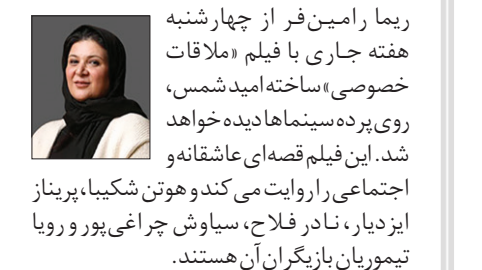 ریما رامین‌فر از چهارشنبه
هفته جاری با فیلم «ملاقات
خصوصی» ساخته امید شمس،
روی پرده سینماها دیده خواهد
شد. این فیلم قصه‌ای عاشقانه و
اجتماعی را روایت می‌کند و هوتن شکیبا، پریناز
ایزدیار، نادر فلاح، سیاوش چراغی‌پور و رویا
تیموریان بازیگران آن هستند.